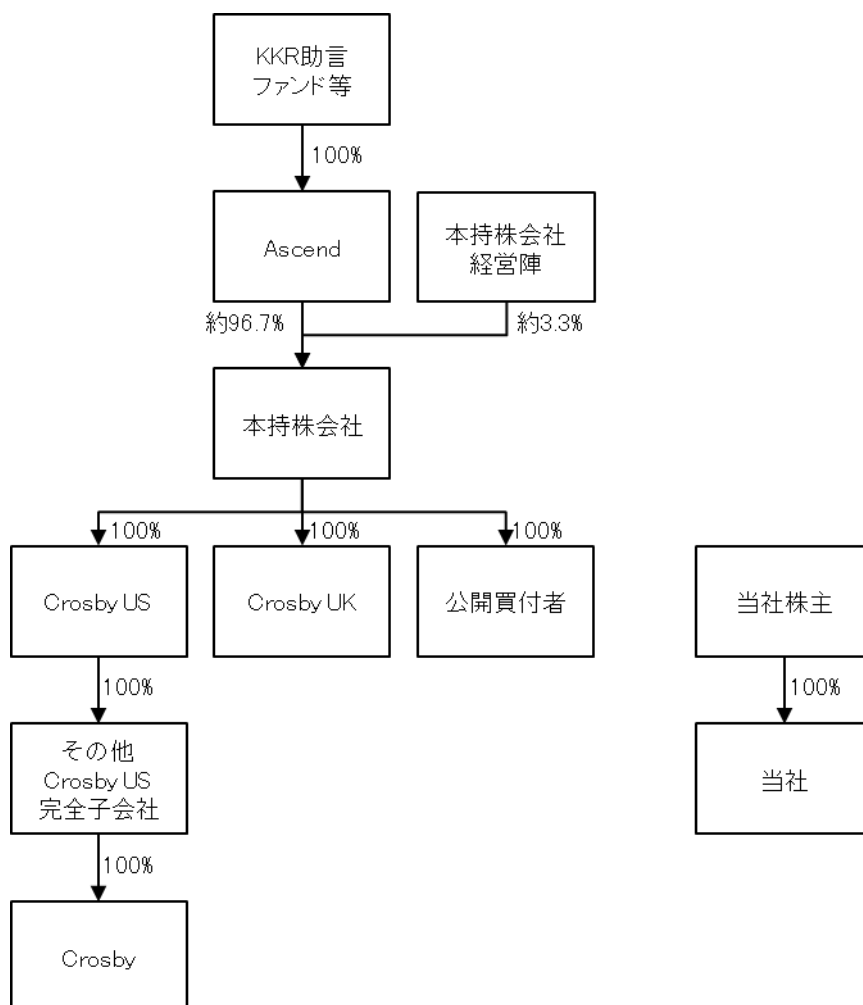 KKR助言
ファンド等
100%
Ascend
本持株会社
経営陣
約96.7%
約3.3%
本持株会社
100%
100%
100%
Crosby US
Crosby UK
公開買付者
当社株主
100%
100%
その他
Crosby US
完全子会社
当社
100%
Crosby